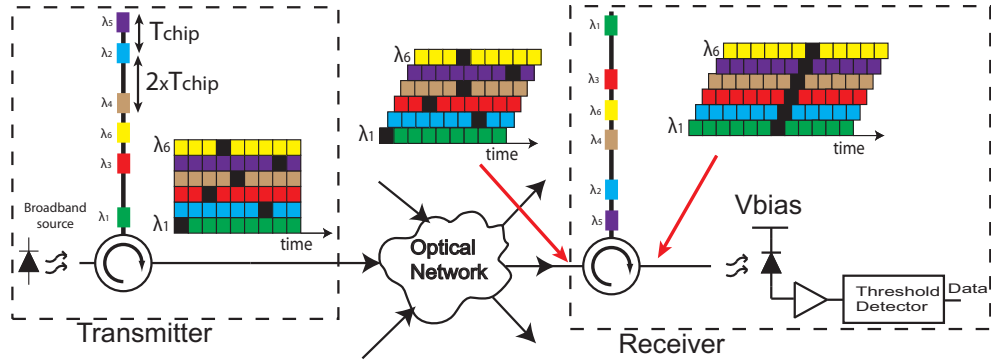 λ5
Tchip
λ2
2xTchip
λ4
λ6
λ3
λ1
Broadband
source
λ6
λ1
time
Transmitter
λ6
λ1
time
Optical
Network
λ1
λ3
λ6
λ4
λ2
λ5
λ6
λ1
time
Vbias
Threshold
Detector
Data
Receiver